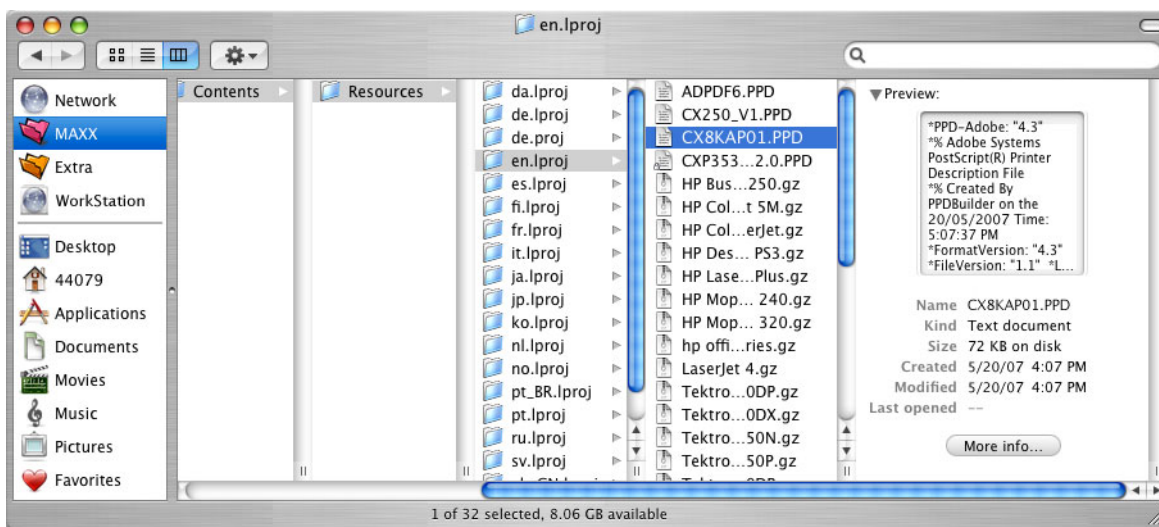 en.lproj
Network
MAXX
Extra
WorkStation
Desktop
44079
Applications
Documents
Movies
Music
Pictures
Favorites
Contents
Resources
da.lproj
de.lproj
de.proj
en.lproj
es.lproj
fi.lproj
fr.lproj
it.lproj
ja.lproj
jp.lproj
ko.lproj
nl.lproj
no.lproj
pt_BR.lproj
pt.lproj
ru.lproj
sv.lproj
ADPDF6.PPD
CX250_V1.PPD
CX8KAP01.PPD
CXP353...2.0.PPD
HP Bus...250.gz
HP Col...t 5M.gz
HP Col...erJet.gz
HP Des... PS3.gz
HP Lase...Plus.gz
HP Mop... 240.gz
HP Mop... 320.gz
hp offi...ries.gz
LaserJet 4.gz
Tektro...0DP.gz
Tektro...0DX.gz
Tektro...50N.gz
Tektro...50P.gz
Preview:
*PPD-Adobe: "4.3"
*% Adobe Systems
PostScript(R) Printer
Description File
*% Created By
PPDBuilder on the
20/05/2007 Time:
5:07:37 PM
*FormatVersion: "4.3"
*FileVersion: "1.1" *L...
Name CX8KAP01.PPD
Kind Text document
Size 72 KB on disk
Created 5/20/07 4:07 PM
Modified 5/20/07 4:07 PM
Last opened --
More info...
1 of 32 selected, 8.06 GB available